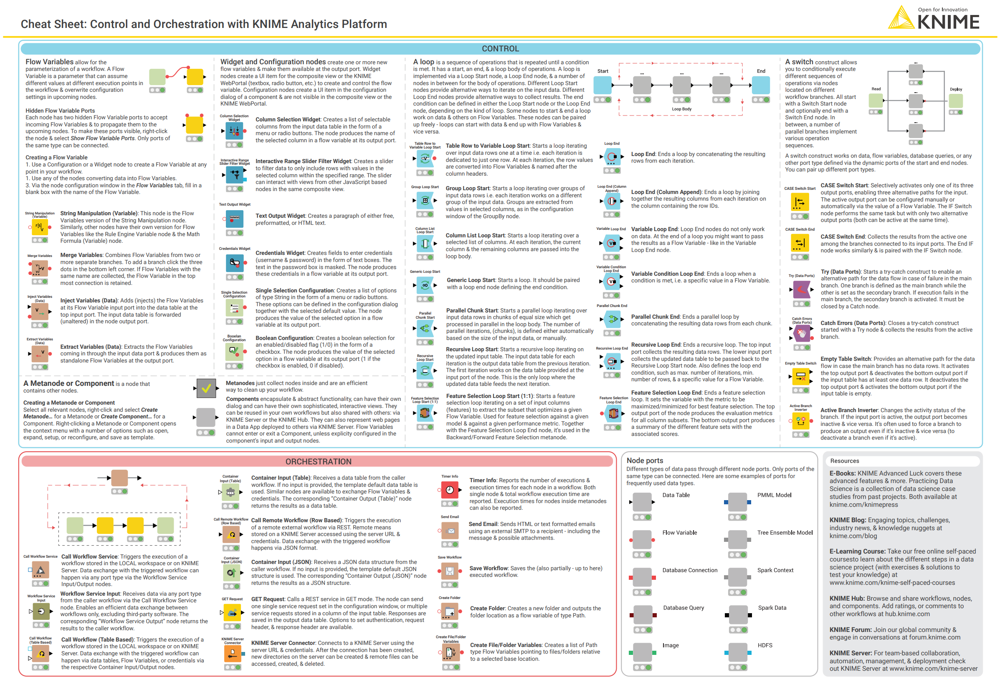 Cheat Sheet: Control and Orchestration with KNIME Analytics Platform
Open for Innovation
KNIME
CONTROL
Flow Variables allow for the
parameterization of a workflow. A Flow
Variable is a parameter that can assume
different values at different execution points in
the workflow & overwrite configuration
settings in upcoming nodes.
Hidden Flow Variable Ports
Each node has two hidden Flow Variable ports to accept
incoming Flow Variables & to propagate them to the
upcoming nodes. To make these ports visible, right-click
the node & select Show Flow Variable Ports. Only ports of
the same type can be connected.
Creating a Flow Variable
1. Use a Configuration or a Widget node to create a Flow Variable at any
point in your workflow.
1. Use any of the nodes converting data into Flow Variables.
3. Via the node configuration window in the Flow Variables tab, fill in a
blank box with the name of the Flow Variable.
String Manipulation
(Variable)
String Manipulation (Variable): This node is the Flow
Variables version of the String Manipulation node.
Similarly, other nodes have their own version for Flow
Variables like the Rule Engine Variable node & the Math
Formula (Variable) node.
Merge Variables
Merge Variables: Combines Flow Variables from two or
more separate branches. To add a branch click the three
dots in the bottom left corner. If Flow Variables with the
same name are collected, the Flow Variable in the top
most connection is retained.
Inject Variables
(Data)
Inject Variables (Data): Adds (injects) the Flow Variables
at its Flow Variable input port into the data table at the
top input port. The input data table is forwarded
(unaltered) in the node output port.
Extract Variables
(Data)
Extract Variables (Data): Extracts the Flow Variables
coming in through the input data port & produces them as
standalone Flow Variables at the output port.
Widget and Configuration nodes create one or more new
flow variables & make them available at the output port. Widget
nodes create a UI item for the composite view or the KNIME
WebPortal (textbox, radio button, etc.) to create and control the flow
variable. Configuration nodes create a UI item in the configuration
dialog of a component & are not visible in the composite view or the
KNIME WebPortal.
Column Selection
Widget
Column Selection Widget: Creates a list of selectable
columns from the input data table in the form of a
menu or radio buttons. The node produces the name of
the selected column in a flow variable at its output port.
Interactive Range
Slider Filter Widget
Interactive Range Slider Filter Widget: Creates a slider
to filter data to only include rows with values in the
selected column within the specified range. The slider
can interact with views from other JavaScript based
nodes in the same composite view.
Text Output Widget
Text Output Widget: Creates a paragraph of either free,
preformatted, or HTML text.
Credentials Widget
Credentials Widget: Creates fields to enter credentials
(username & password) in the form of text boxes. The
text in the password box is masked. The node produces
these credentials in a flow variable at its output port.
Single Selection
Configuration
Single Selection Configuration: Creates a list of options
of type String in the form of a menu or radio buttons.
These options can be defined in the configuration dialog
together with the selected default value. The node
produces the value of the selected option in a flow
variable at its output port.
Booelan
Configuration
Boolean Configuration: Creates a boolean selection for
an enabled/disabled flag (1/0) in the form of a
checkbox. The node produces the value of the selected
option in a flow variable at its output port (1 if the
checkbox is enabled, 0 if disabled).
A Metanode or Component is a node that
contains other nodes.
Creating a Metanode or Component
Select all relevant nodes, right-click and select Create
Metanode... for a Metanode or Create Component... for a
Component. Right-clicking a Metanode or Component opens
the context menu with a number of options such as open,
expand, setup, or reconfigure, and save as template.
Metanodes just collect nodes inside and are an efficient
way to clean up your workflow.
Components encapsulate & abstract functionality, can have their own
dialog and can have their own sophisticated, interactive views. They
can be reused in your own workflows but also shared with others: via
KNIME Server or the KNIME Hub. They can also represent web pages
in a Data App deployed to others via KNIME Server. Flow Variables
cannot enter or exit a Component, unless explicity configured in the
component's input and output nodes.
A loop is a sequence of operations that is repeated until a condition
is met. It has a start, an end, & a loop body of operations. A loop is
implemented via a Loop Start node, a Loop End node, & a number of
nodes in between for the body of operations. Different Loop Start
nodes provide alternative ways to iterate on the input data. Different
Loop End nodes provide alternative ways to collect results. The end
condition can be defined in either the Loop Start node or the Loop End
node, depending on the kind of loop. Some nodes to start & end a loop
work on data & others on Flow Variables. These nodes can be paired
up freely - loops can start with data & end up with Flow Variables &
vice versa.
Start
...
...
...
End
Loop Body
Table Row to
Variable Loop Start
Table Row to Variable Loop Start: Starts a loop iterating
over input data rows one at a time i.e. each iteration is
dedicated to just one row. At each iteration, the row values
are converted into Flow Variables & named after the
column headers.
Group Loop Start
Group Loop Start: Starts a loop iterating over groups of
input data rows i.e. each iteration works on a different
group of the input data. Groups are extracted from
values in selected columns, as in the configuration
window of the GroupBy node.
Column List
Loop Start
Column List Loop Start: Starts a loop iterating over a
selected list of columns. At each iteration, the current
column & the remaining columns are passed into the
loop body.
Generic Loop Start
Generic Loop Start: Starts a loop. It should be paired
with a loop end node defining the end condition.
Parallel
Chunk Start
Parallel Chunk Start: Starts a parallel loop iterating over
input data rows in chunks of equal size which get
processed in parallel in the loop body. The number of
parallel iterations, (chunks), is defined either automatically
based on the size of the input data, or manually.
Recursive
Loop Start
Recursive Loop Start: Starts a recursive loop iterating on
the updated input table. The input data table for each
iteration is the output data table from the previous iteration.
The first iteration works on the data table provided at the
input port of the node. This is the only loop where the
updated data table feeds the next iteration.
Feature Selection
Loop Start (1:1)
Feature Selection Loop Start (1:1): Starts a feature
selection loop iterating on a set of input columns
(features) to extract the subset that optimizes a given
Flow Variable. Used for feature selection against a given
model & against a given performance metric. Together
with the Feature Selection Loop End node, it's used in the
Backward/Forward Feature Selection metanode.
Loop End
Loop End: Ends a loop by concatenating the resulting
rows from each iteration.
Loop End (Column
Append)
Loop End (Column Append): Ends a loop by joining
together the resulting columns from each iteration on
the column containing the row IDs.
Variable Loop End
Variable Loop End: Loop End nodes do not only work
on data. At the end of a loop you might want to pass
the results as a Flow Variable - like in the Variable
Loop End node.
Variable Condition
Loop End
Variable Condition Loop End: Ends a loop when a
condition is met, i.e. a specific value in a Flow Variable.
Parallel Chunk End
Parallel Chunk End: Ends a parallel loop by
concatenating the resulting data rows from each chunk.
Recursive Loop End
Recursive Loop End: Ends a recursive loop. The top input
port collects the resulting data rows. The lower input port
collects the updated data table to be passed back to the
Recursive Loop Start node. Also defines the loop end
condition, such as max. number of iterations, min.
number of rows, & a specific value for a Flow Variable.
Feature Selection
Loop End
Feature Selection Loop End: Ends a feature selection
loop. It sets the variable with the metric to be
maximized/minimized for best feature selection. The top
output port of the node produces the evaluation metrics
for all column subsets. The bottom output port produces
a summary of the different feature sets with the
associated scores.
A switch construct allows
you to conditionally execute
different sequences of
operations via nodes
located on different
workflow branches. All start
with a Switch Start node
and optionally end with a
Switch End node. In
between, a number of
parallel branches implement
various operation
sequences.
Read
...
...
...
Deploy
A switch construct works on data, flow variables, database queries, or any
other port type defined via the dynamic ports of the start and end nodes.
You can pair up different port types.
CASE Switch Start
CASE Switch Start: Selectively activates only one of its three
output ports, enabling three alternative paths for the input.
The active output port can be configured manually or
automatically via the value of a Flow Variable. The IF Switch
node performs the same task but with only two alternative
output ports (both can be active at the same time).
CASE Switch End
CASE Switch End: Collects the results from the active one
among the branches connected to its input ports. The End IF
node works similarly & is paired with the IF Switch node.
Try (Data Ports)
Try (Data Ports): Starts a try-catch construct to enable an
alternative path for the data flow in case of failure in the main
branch. One branch is defined as the main branch while the
other is set as the secondary branch. If execution fails in the
main branch, the secondary branch is activated. It must be
closed by a Catch node.
Catch Errors
(Data Ports)
Catch Errors (Data Ports): Closes a try-catch construct
started with a Try node & collects the results from the active
branch.
Empty Table Switch
Empty Table Switch: Provides an alternative path for the data
flow in case the main branch has no data rows. It activates
the top output port & deactivates the bottom output port if
the input table has at least one data row. It deactivates the
top output port & activates the bottom output port if the
input table is empty.
Active Branch
Inverter
Active Branch Inverter: Changes the activity status of the
branch. If the input port is active, the output port becomes
inactive & vice versa. It's often used to force a branch to
produce an output even if it's inactive & vice versa (to
deactivate a branch even if it's active).
ORCHESTRATION
Call Workflow Service
Call Workflow Service: Triggers the execution of a
workflow stored in the LOCAL workspace or on KNIME
Server. Data exchange with the triggered workflow can
happen via any port type via the Workflow Service
Input/Output nodes.
Workflow Service
Input
Workflow Service Input: Receives data via any port type
from the caller workflow via the Call Workflow Service
node. Enables an efficient data exchange between
workflows only, excluding third-party software. The
corresponding "Workflow Service Output" node returns the
results to the caller workflow.
Call Workflow
(Table Based)
Call Workflow (Table Based): Triggers the execution of a
workflow stored in the LOCAL workspace or on KNIME
Server. Data exchange with the triggered workflow can
happen via data tables, Flow Variables, or credentials via
the respective Container Input/Output nodes.
Container
Input (Table)
Container Input (Table): Receives a data table from the caller
workflow. If no input is provided, the template default data table is
used. Similar nodes are available to exchange Flow Variables &
credentials. The corresponding "Container Output (Table)" node
returns the results as a data table.
Call Remote Workflow
(Row Based)
Call Remote Workflow (Row Based): Triggers the execution
of a remote external workflow via REST. Remote means
stored on a KNIME Server accessed using the server URL &
credentials. Data exchange with the triggered workflow
happens via JSON format.
Container
Input (JSON)
Container Input (JSON): Receives a JSON data structure from the
caller workflow. If no input is provided, the template default JSON
structure is used. The corresponding "Container Output (JSON)" node
returns the results as a JSON structure.
GET Request
GET Request: Calls a REST service in GET mode. The node can send
one single service request set in the configuration window, or multiple
service requests stored in a column of the input table. Responses are
saved in the output data table. Options to set authentication, request
header, & response header are available.
KNIME Server
Connector
KNIME Server Connector: Connects to a KNIME Server using the
server URL & credentials. After the connection has been created,
new directories on the server can be created & remote files can be
accessed, created, & deleted.
Timer Info
Timer Info: Reports the number of executions &
execution times for each node in a workflow. Both
single node & total workflow execution time are
reported. Execution times for nodes inside metanodes
can also be reported.
Send Email
Send Email: Sends HTML or text formatted emails
using an external SMTP to a recipient - including the
message & possible attachments.
Save Workflow
Save Workflow: Saves the (also partially - up to here)
executed workflow.
Create Folder
Create Folder: Creates a new folder and outputs the
folder location as a flow variable of type Path.
Create File/Folder
Variables
Create File/Folder Variables: Creates a list of Path
type Flow Variables pointing to files/folders relative
to a selected base location.
Node ports
Different types of data pass through different node ports. Only ports of the
same type can be connected. Here are some examples of ports for
frequently used data types.
Data Table
PMML Model
Flow Variable
Tree Ensemble Model
Database Connection
Spark Context
Database Query
Spark Data
Image
HDFS
Resources
E-Books: KNIME Advanced Luck covers these
advanced features & more. Practicing Data
Science is a collection of data science case
studies from past projects. Both available at
knime.com/knimepress
KNIME Blog: Engaging topics, challenges,
industry news, & knowledge nuggets at
knime.com/blog
E-Learning Course: Take our free online self-paced
coursesto learn about the different steps in a data
science project (with exercises & solutions to
test your knowledge) at
www.knime.com/knime-self-paced-courses
KNIME Hub: Browse and share workflows, nodes,
and components. Add ratings, or comments to
other workflows at hub.knime.com
KNIME Forum: Join our global community &
engage in conversations at forum.knime.com
KNIME Server: For team-based collaboration,
automation, management, & deployment check
out KNIME Server at www.knime.com/knime-server